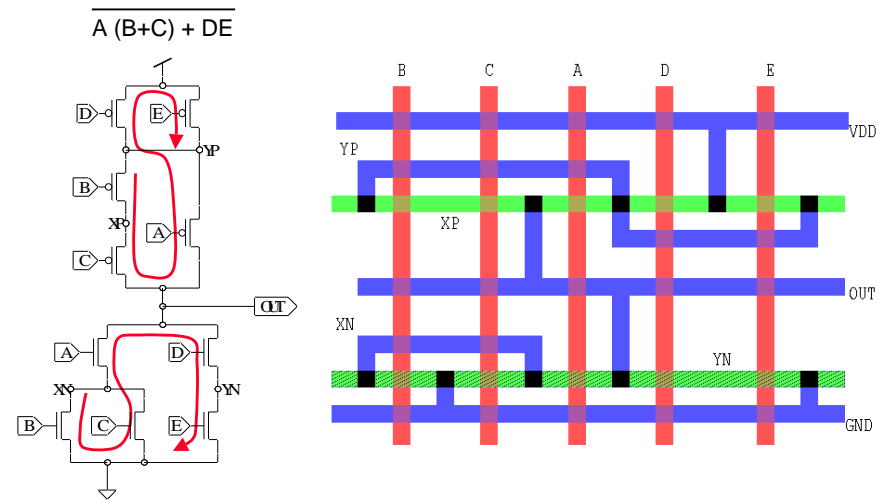 A (B+C) + DE
D
E
YP
B
XP
A
C
OUT
A
D
XN
YN
B
C
E
B C A D E
VDD
YP
XP
OUT
XN
YN
GND